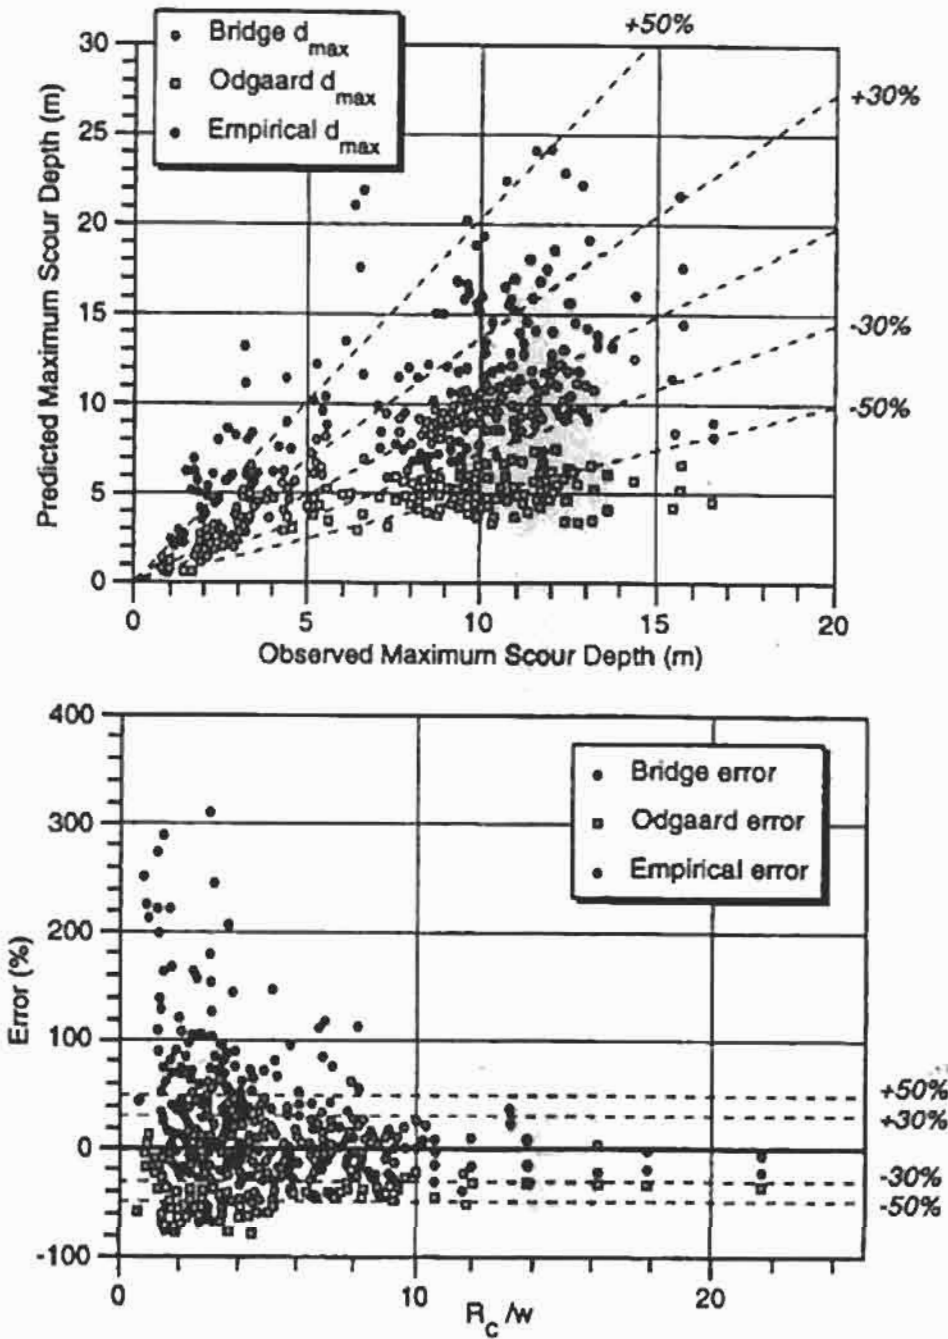 +50%
Bridge d max
Odgaard d max
Empirical d max
30
25
20
15
10
5
0
Predicted Maximum Scour Depth (m)
+30%
-30%
-50%
0
5
10
15
20
Observed Maximum Scour Depth (m)
400
300
200
100
0
-100
Error (%)
Bridge error
Odgaard error
Empirical error
+50%
+30%
-30%
-50%
0
10
20
R c /w